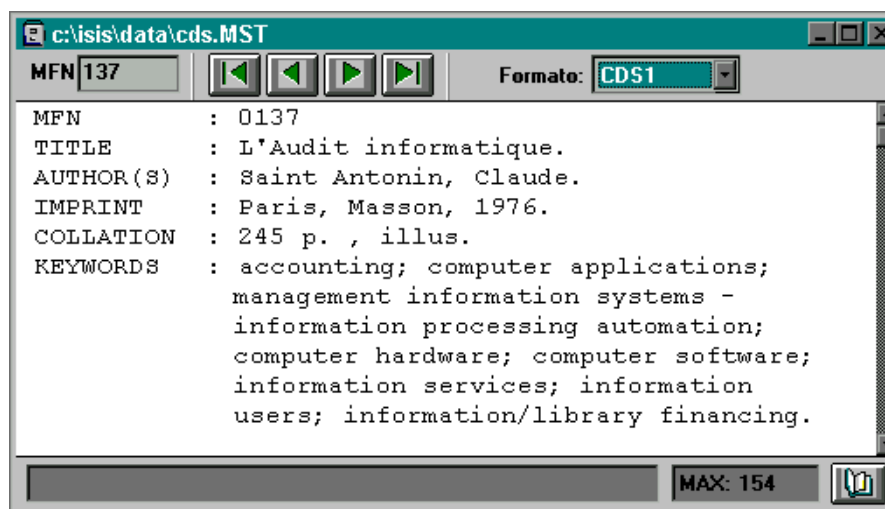 c:\isis\data\cds.MST
MFN 137 Formato: CDS1
MFN : 0137
TITLE : L'Audit informatique.
AUTHOR(S) : Saint Antonin, Claude.
IMPRINT : Paris, Masson, 1976.
COLLATION : 245 p. , illus.
KEYWORDS : accounting; computer applications;
management information systems -
information processing automation;
computer hardware; computer software;
information services; information
users; information/library financing.
MAX: 154